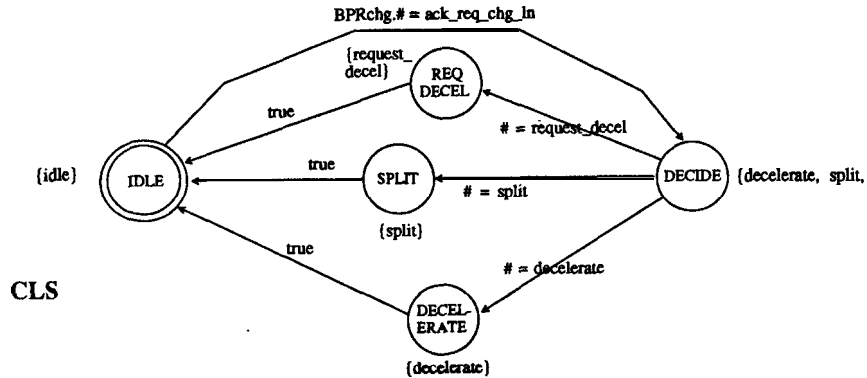 BPRchg.# = ack_req_chg_ln
{request_
decel}
REQ
DECEL
true
# = request_decel
{idle}
IDLE
true
SPLIT
# = split
DECIDE
{decelerate, split,
{split}
true
# = decelerate
CLS
DECEL-
ERATE
{decelerate}